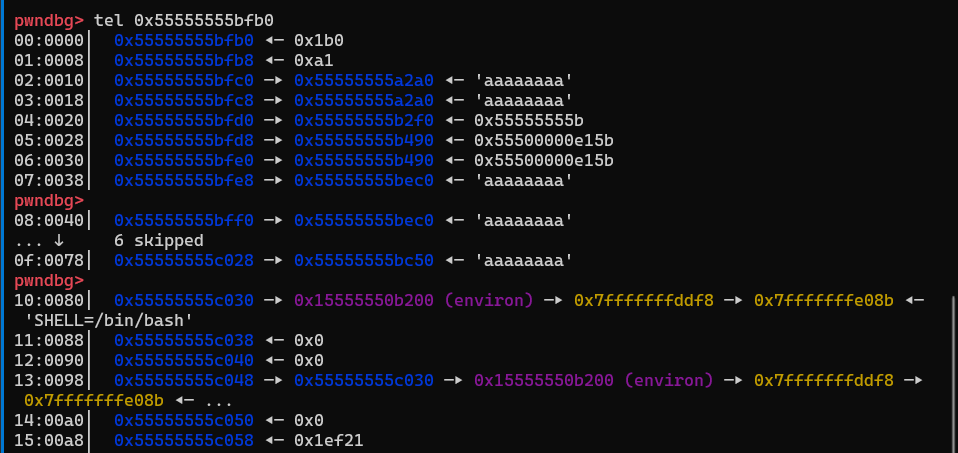 pwndbg> tel 0x55555555bfb0
00:0000│  0x55555555bfb0 ◂— 0x1b0
01:0008│  0x55555555bfb8 ◂— 0xa1
02:0010│  0x55555555bfc0 —▸ 0x55555555a2a0 ◂— 'aaaaaaaa'
03:0018│  0x55555555bfc8 —▸ 0x55555555a2a0 ◂— 'aaaaaaaa'
04:0020│  0x55555555bfd0 —▸ 0x55555555b2f0 ◂— 0x55555555b
05:0028│  0x55555555bfd8 —▸ 0x55555555b490 ◂— 0x55500000e15b
06:0030│  0x55555555bfe0 —▸ 0x55555555b490 ◂— 0x55500000e15b
07:0038│  0x55555555bfe8 —▸ 0x55555555bec0 ◂— 'aaaaaaaa'
pwndbg>
08:0040│  0x55555555bff0 —▸ 0x55555555bec0 ◂— 'aaaaaaaa'
... ↓     6 skipped
0f:0078│  0x55555555c028 —▸ 0x55555555bc50 ◂— 'aaaaaaaa'
pwndbg>
10:0080│  0x55555555c030 —▸ 0x15555550b200 (environ) —▸ 0x7fffffffddf8 —▸ 0x7fffffffe08b ◂—
'SHELL=/bin/bash'
11:0088│  0x55555555c038 ◂— 0x0
12:0090│  0x55555555c040 ◂— 0x0
13:0098│  0x55555555c048 —▸ 0x55555555c030 —▸ 0x15555550b200 (environ) —▸ 0x7fffffffddf8 —▸
0x7fffffffe08b ◂— ...
14:00a0│  0x55555555c050 ◂— 0x0
15:00a8│  0x55555555c058 ◂— 0x1ef21